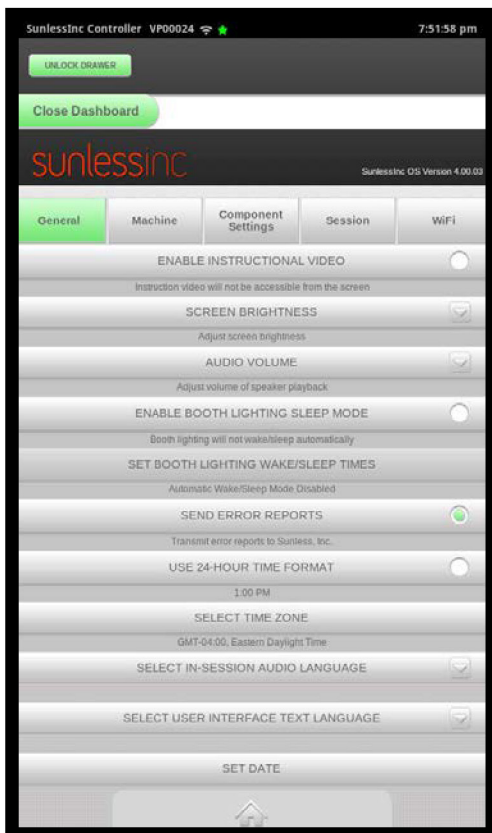 SunlessInc Controller VP00024 7:51:58 pm
UNLOCK DRAWER
Close Dashboard
sunlessinc
SunlessInc OS Version 4.00.03
General Machine Component Settings Session WiFi
ENABLE INSTRUCTIONAL VIDEO
Instruction video will not be accessible from the screen
SCREEN BRIGHTNESS
Adjust screen brightness
AUDIO VOLUME
Adjust volume of speaker playback
ENABLE BOOTH LIGHTING SLEEP MODE
Booth lighting will not wake/sleep automatically
SET BOOTH LIGHTING WAKE/SLEEP TIMES
Automatic Wake/Sleep Mode Disabled
SEND ERROR REPORTS
Transmit error reports to Sunless, Inc.
USE 24-HOUR TIME FORMAT
1:00 PM
SELECT TIME ZONE
GMT-04:00, Eastern Daylight Time
SELECT IN-SESSION AUDIO LANGUAGE
SELECT USER INTERFACE TEXT LANGUAGE
SET DATE